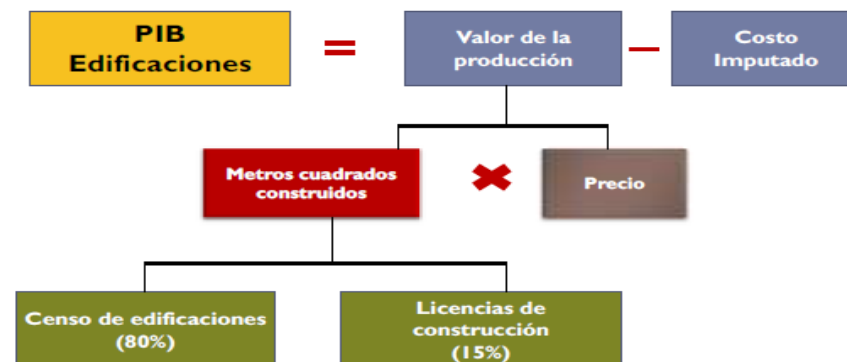 PIB
Edificaciones
=
Valor de la
producción
–
Costo
Imputado
Metros cuadrados
construidos
✖
Precio
Censo de edificaciones
(80%)
Licencias de
construcción
(15%)